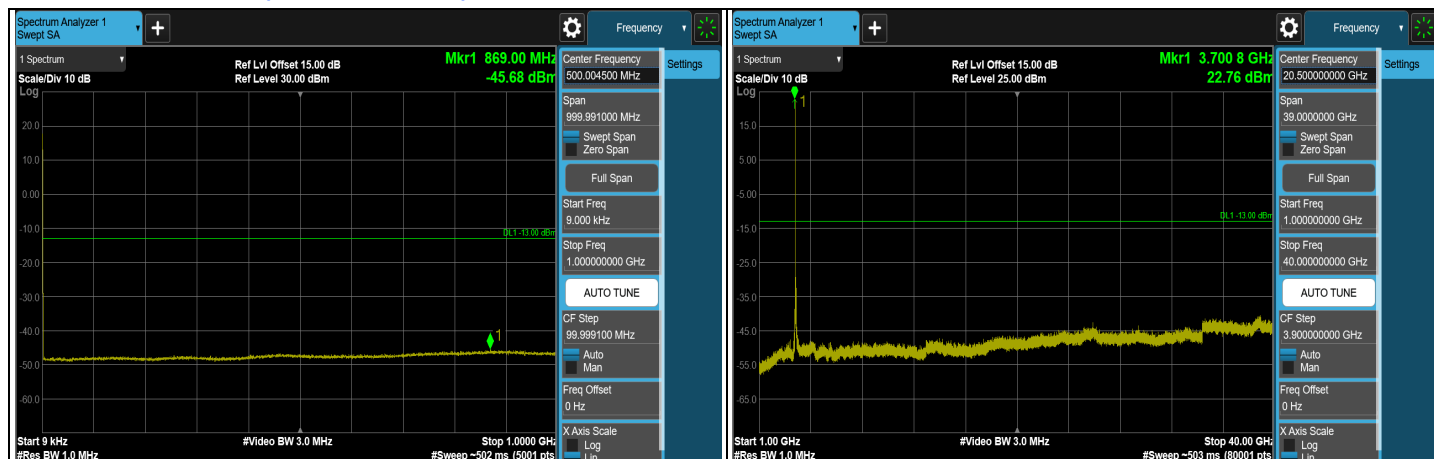 Spectrum Analyzer 1
Swept SA
+
Frequency
1 Spectrum
Scale/Div 10 dB
Log
Ref Lvl Offset 15.00 dB
Ref Level 30.00 dBm
Mkr1 869.00 MHz
-45.68 dBm
1
20.0
10.0
0.00
-10.0
-20.0
-30.0
-40.0
-50.0
-60.0
DL1 -13.00 dBm
Start 9 kHz
#Res BW 1.0 MHz
#Video BW 3.0 MHz
Stop 1.0000 GHz
#Sweep ~502 ms (5001 pts
Center Frequency
500.004500 MHz
Settings
Span
999.991000 MHz
Swept Span
Zero Span
Full Span
Start Freq
9.000 kHz
Stop Freq
1.000000000 GHz
AUTO TUNE
CF Step
99.999100 MHz
Auto
Man
Freq Offset
0 Hz
X Axis Scale
Log
Lin
Spectrum Analyzer 1
Swept SA
+
Frequency
1 Spectrum
Scale/Div 10 dB
Log
Ref Lvl Offset 15.00 dB
Ref Level 25.00 dBm
Mkr1 3.700 8 GHz
22.76 dBm
1
15.0
5.00
-5.00
-15.0
-25.0
-35.0
-45.0
-55.0
-65.0
DL1 -13.00 dBm
Start 1.00 GHz
#Res BW 1.0 MHz
#Video BW 3.0 MHz
Stop 40.00 GHz
#Sweep ~503 ms (80001 pts
Center Frequency
20.500000000 GHz
Settings
Span
39.0000000 GHz
Swept Span
Zero Span
Full Span
Start Freq
1.000000000 GHz
Stop Freq
40.000000000 GHz
AUTO TUNE
CF Step
3.900000000 GHz
Auto
Man
Freq Offset
0 Hz
X Axis Scale
Log
Lin